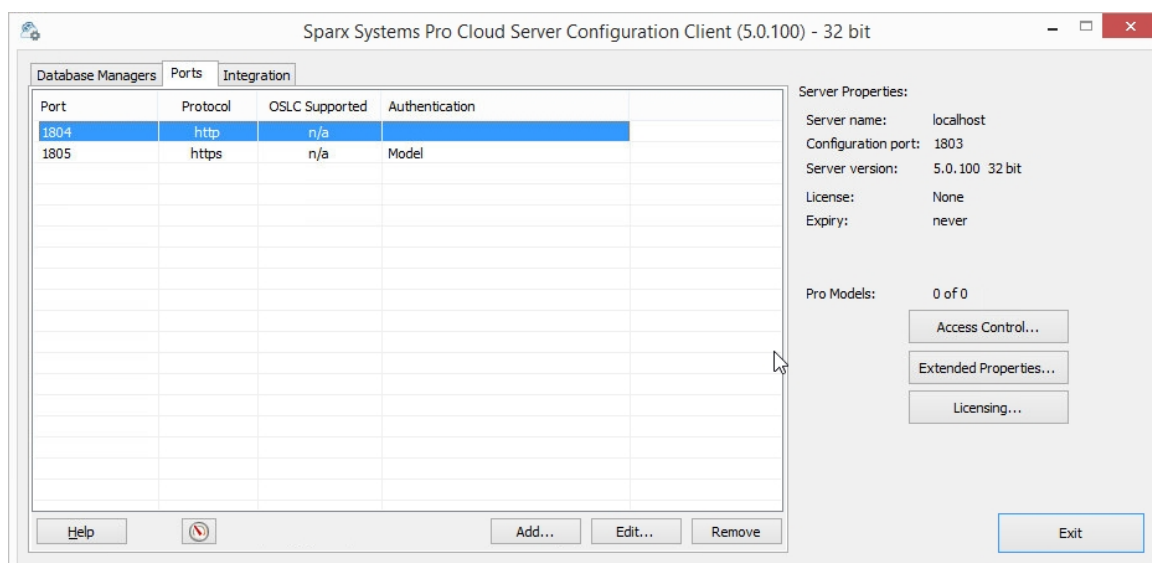 Sparx Systems Pro Cloud Server Configuration Client (5.0.100) - 32 bit
Database Managers Ports Integration
Port Protocol OSLC Supported Authentication
1804 http n/a
1805 https n/a Model
Server Properties:
Server name: localhost
Configuration port: 1803
Server version: 5.0.100 32 bit
License: None
Expiry: never
Pro Models: 0 of 0
Access Control...
Extended Properties...
Licensing...
Help Add... Edit... Remove Exit